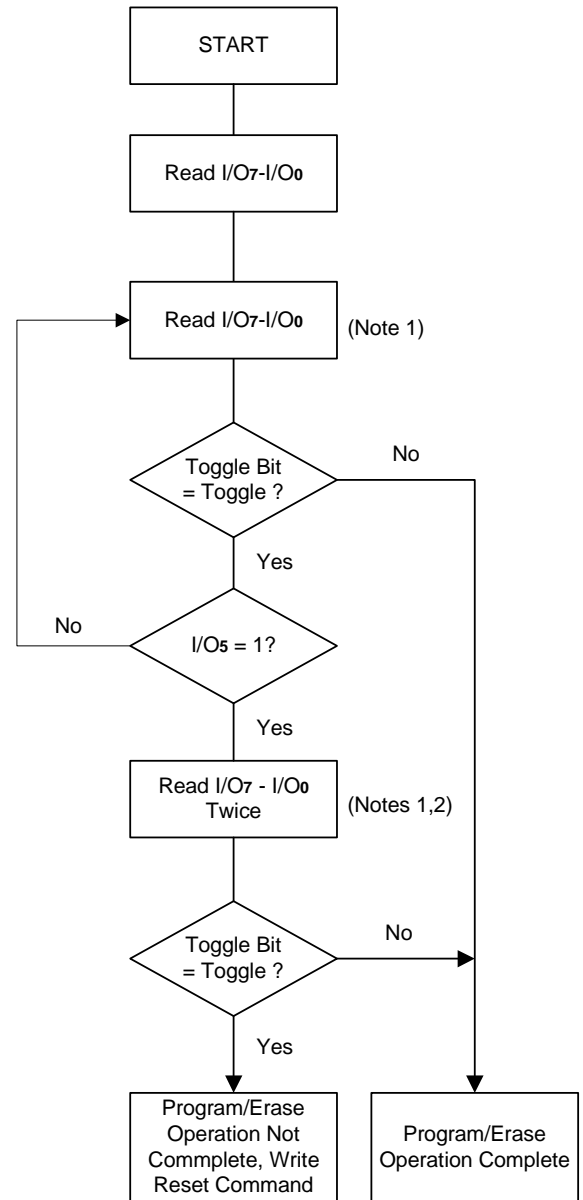 START
Read I/O7-I/O0
Read I/O7-I/O0
(Note 1)
Toggle Bit
= Toggle ?
No
Yes
No
I/O5 = 1?
Yes
Read I/O7 - I/O0
Twice
(Notes 1,2)
Toggle Bit
= Toggle ?
No
Yes
Program/Erase
Operation Not
Commplete, Write
Reset Command
Program/Erase
Operation Complete